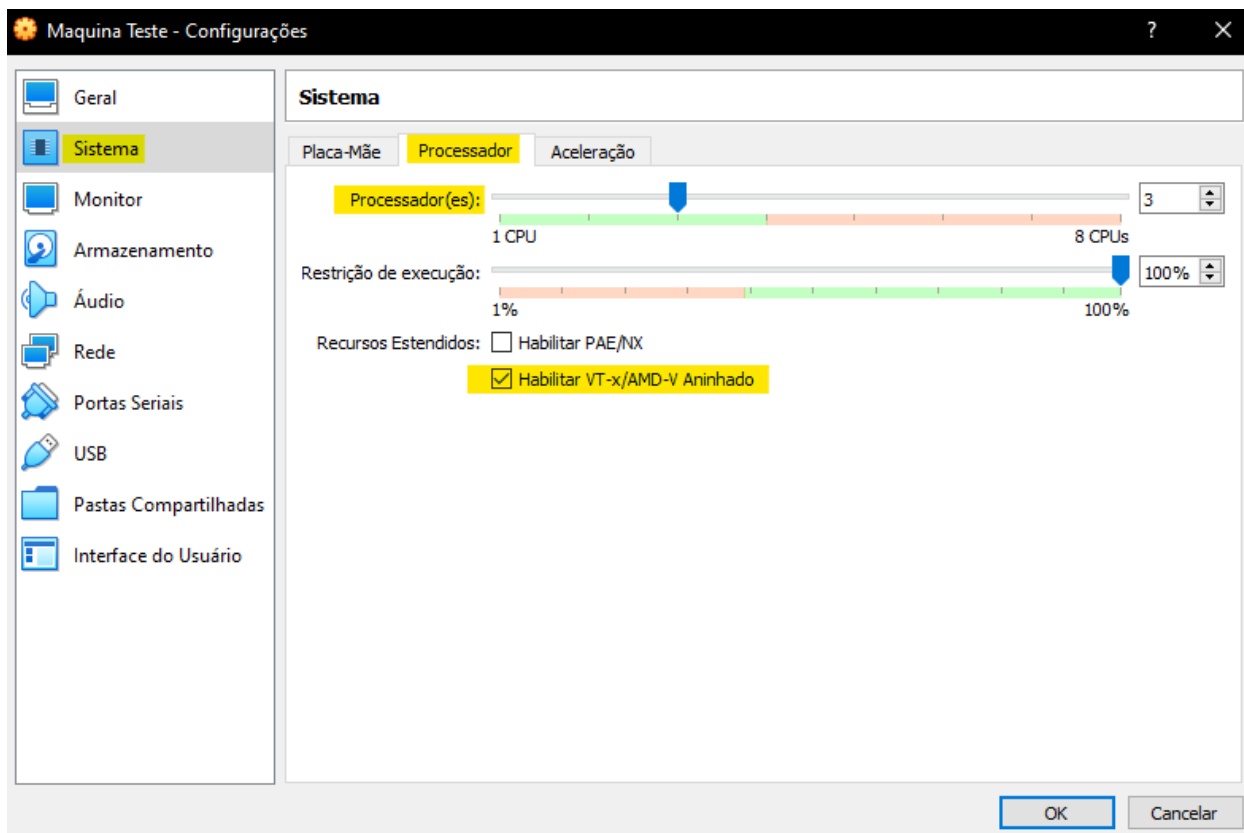 Maquina Teste - Configurações ?
Geral
Sistema
Monitor
Armazenamento
Áudio
Rede
Portas Seriais
USB
Pastas Compartilhadas
Interface do Usuário
Sistema
Placa-Mãe Processador Aceleração
Processador(es): 3
1 CPU 8 CPUs
Restrição de execução: 100%
1% 100%
Recursos Estendidos: Habilitar PAE/NX
Habilitar VT-x/AMD-V Aninhado
OK Cancelar